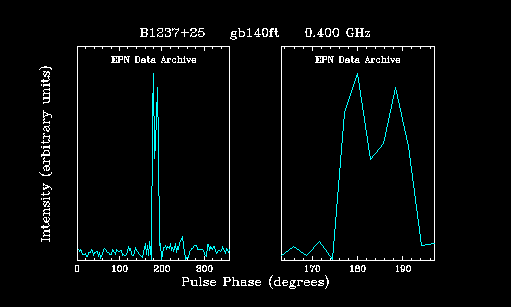 B1237+25 gb140ft 0.400 GHz
EPN Data Archive EPN Data Archive
Intensity (arbitrary units)
0 100 200 300 170 180 190
Pulse Phase (degrees)